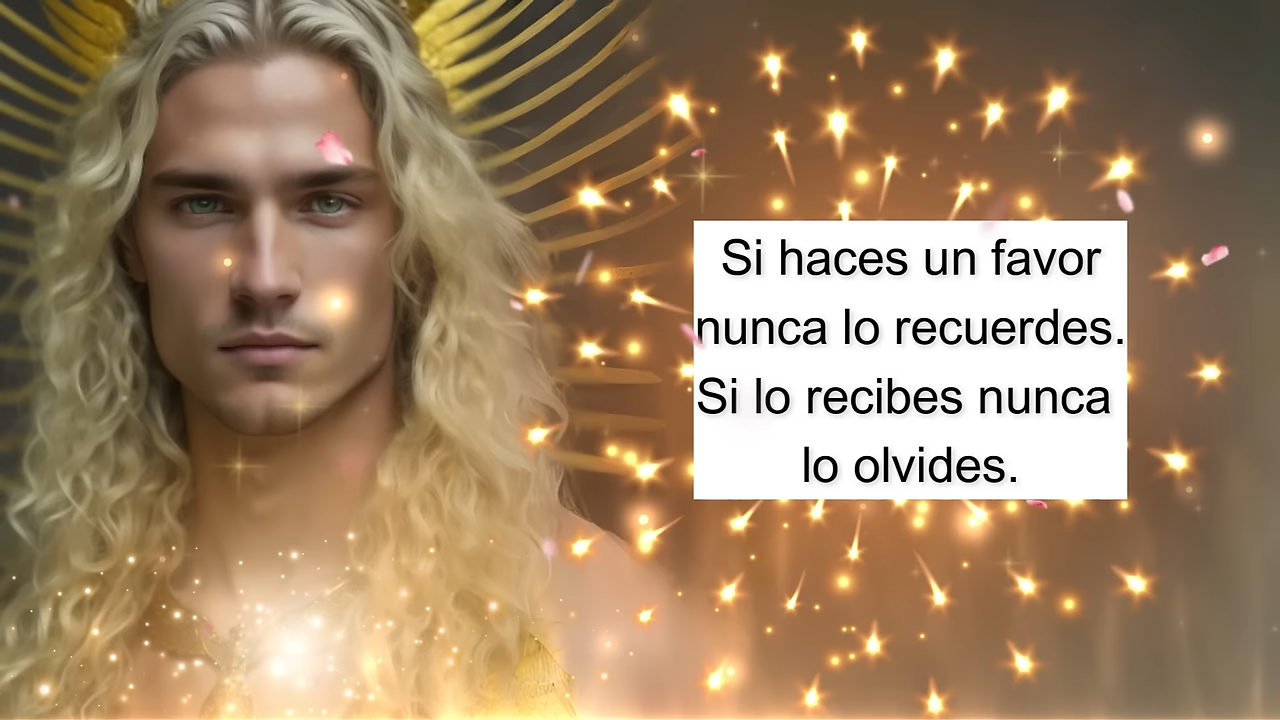 Si haces un favor
nunca lo recuerdes.
Si lo recibes nunca
lo olvides.